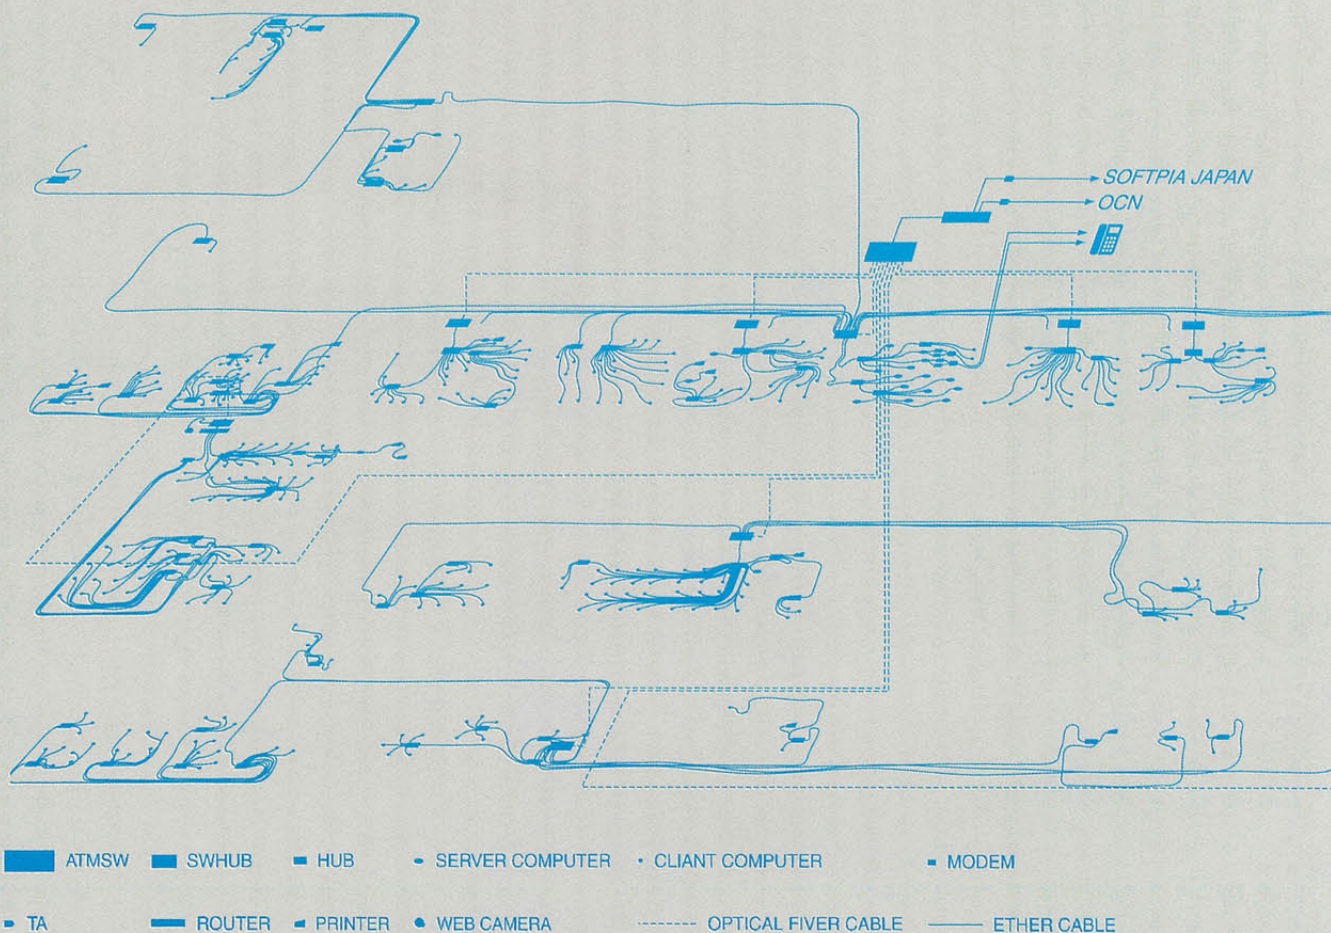 SOFTPIA JAPAN
OCN
ATMSW
SWHUB
HUB
SERVER COMPUTER
CLIANT COMPUTER
MODEM
TA
ROUTER
PRINTER
WEB CAMERA
OPTICAL FIVER CABLE
ETHER CABLE